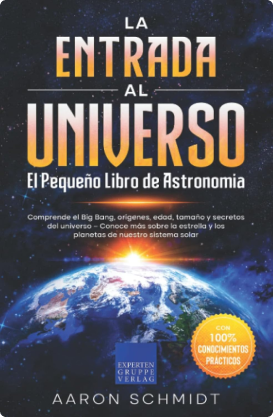 LA
ENTRADA
AL
UNIVERSO
El Pequeño Libro de Astronomia
Comprende el Big Bang, orígenes, edad, tamaño y secretos
del universo – Conoce más sobre la estrella y los
planetas de nuestro sistema solar
CON
100%
CONOCIMIENTOS
PRÁCTICOS
EXPERTEN
GRUPPE
VERLAG
AARON SCHMIDT